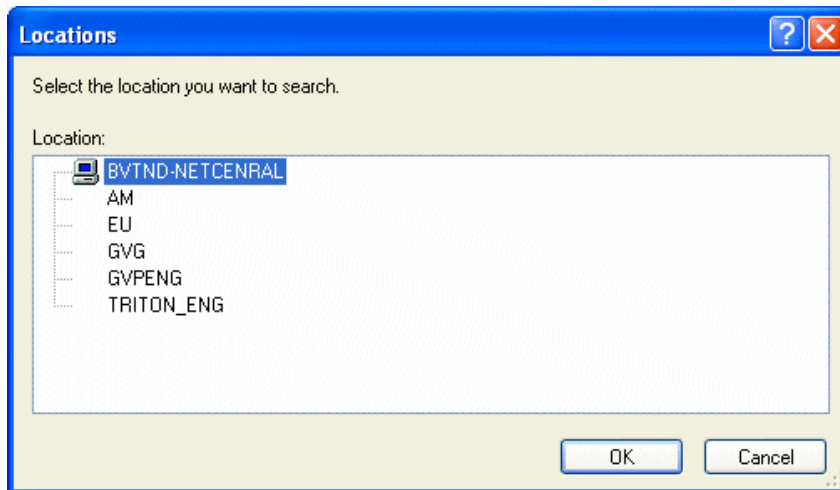 Locations
Select the location you want to search.
Location:
BVTND-NETCENRAL
AM
EU
GVG
GVPENG
TRITON_ENG
OK Cancel